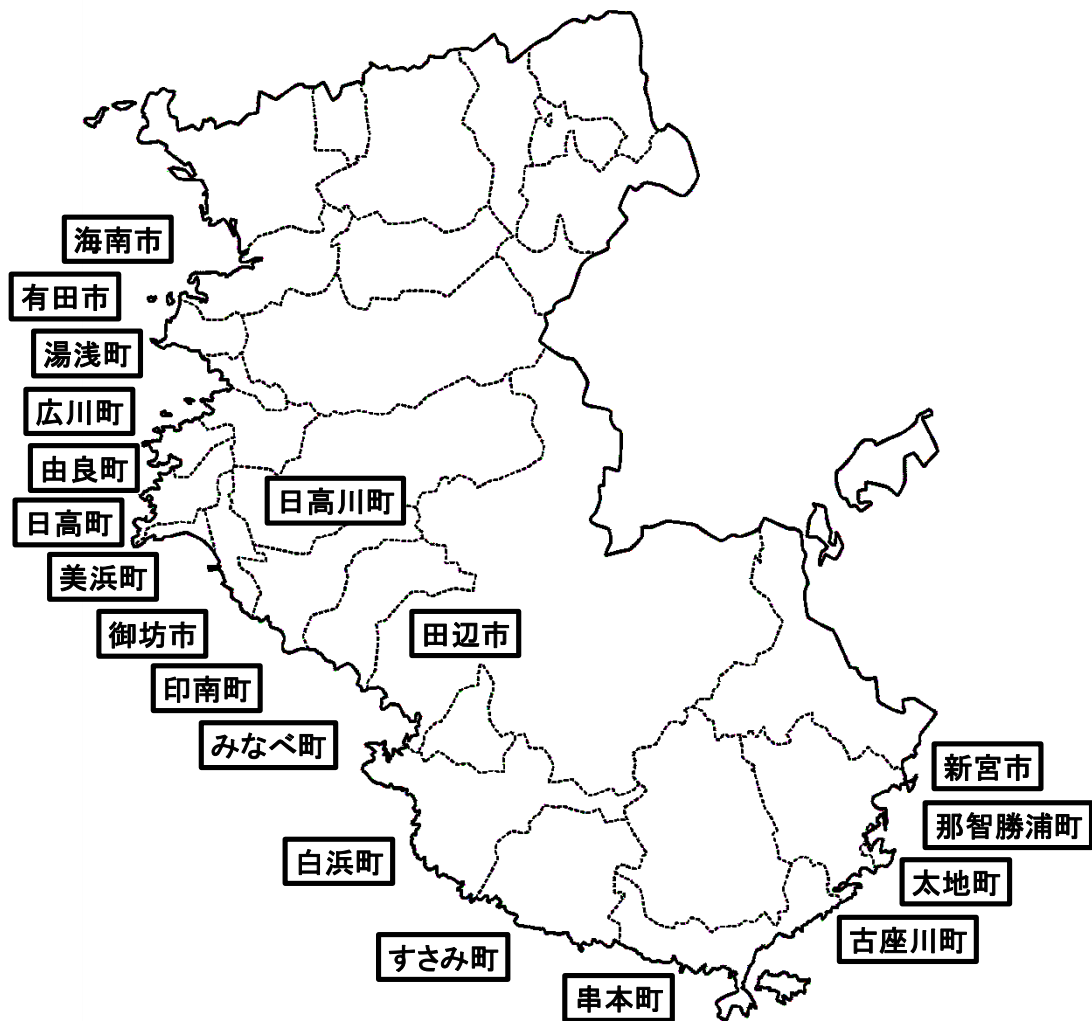 海南市
有田市
湯浅町
広川町
由良町
日高町
日高川町
美浜町
御坊市
田辺市
印南町
みなべ町
新宮市
那智勝浦町
白浜町
太地町
古座川町
すさみ町
串本町